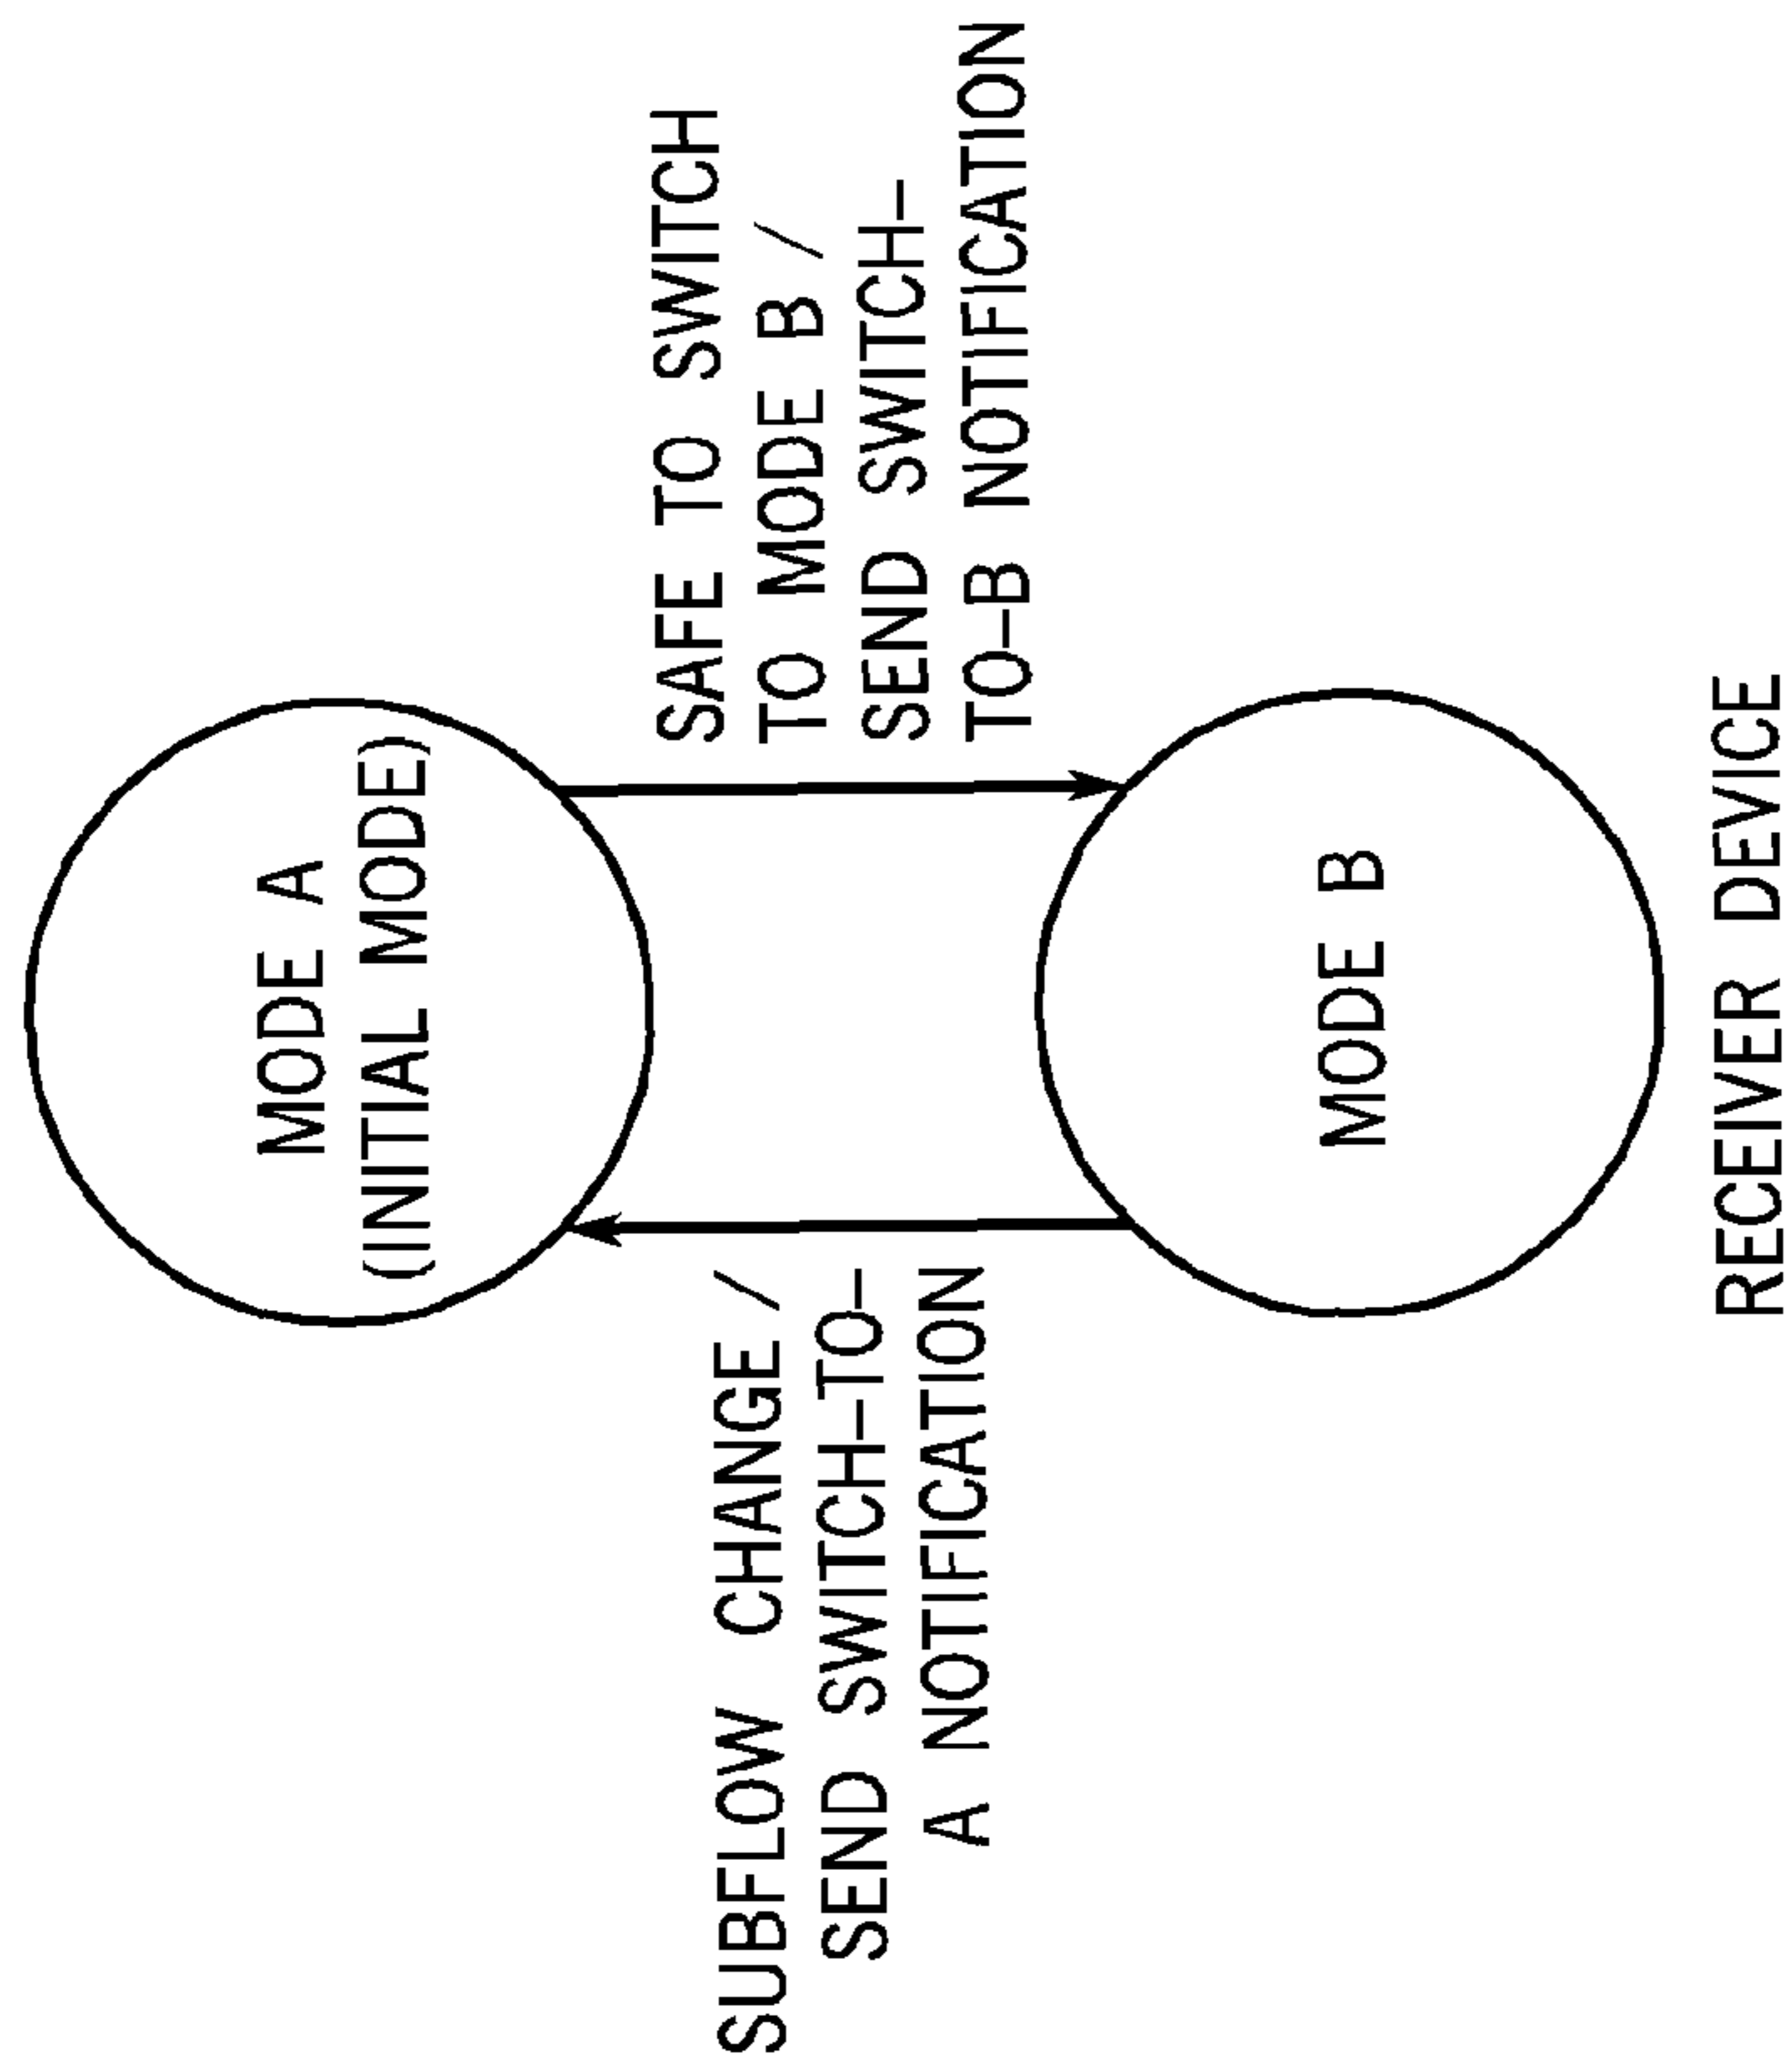 MODE A
(INITIAL MODE)
SUBFLOW CHANGE /
SEND SWITCH-TO-
A NOTIFICATION
SAFE TO SWITCH
TO MODE B /
SEND SWITCH-
TO-B NOTIFICATION
MODE B
RECEIVER DEVICE